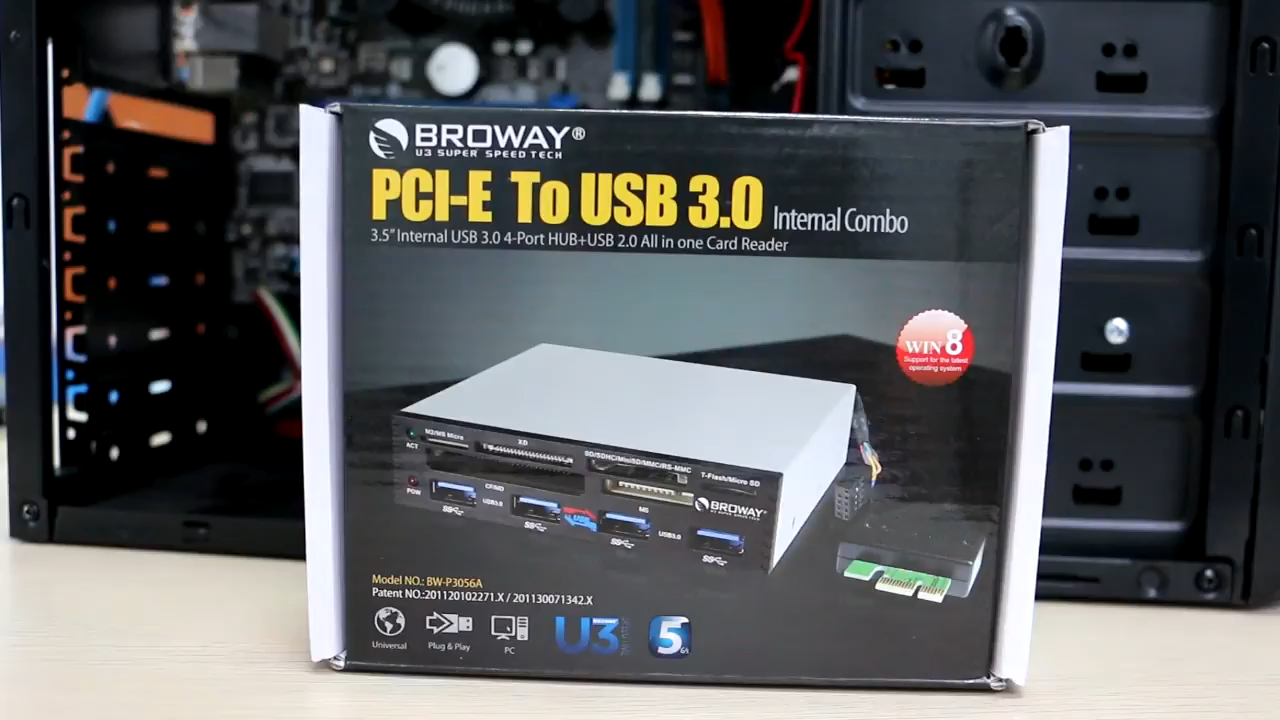 BROWAY®
U3 SUPER SPEED TECH
PCI-E To USB 3.0 Internal Combo
3.5" Internal USB 3.0 4-Port HUB+USB 2.0 All in one Card Reader
WIN 8
Support for the latest
operating system
M2/MS Micro
XD
SD/SDHC/MiniSD/MMC/RS-MMC
T-Flash/Micro SD
ACT
CF/MD
MS
BROWAY
POW
USB3.0
USB3.0
Model NO.: BW-P3056A
Patent NO.:201120102271.X / 201130071342.X
Universal
Plug & Play
PC
U3
5